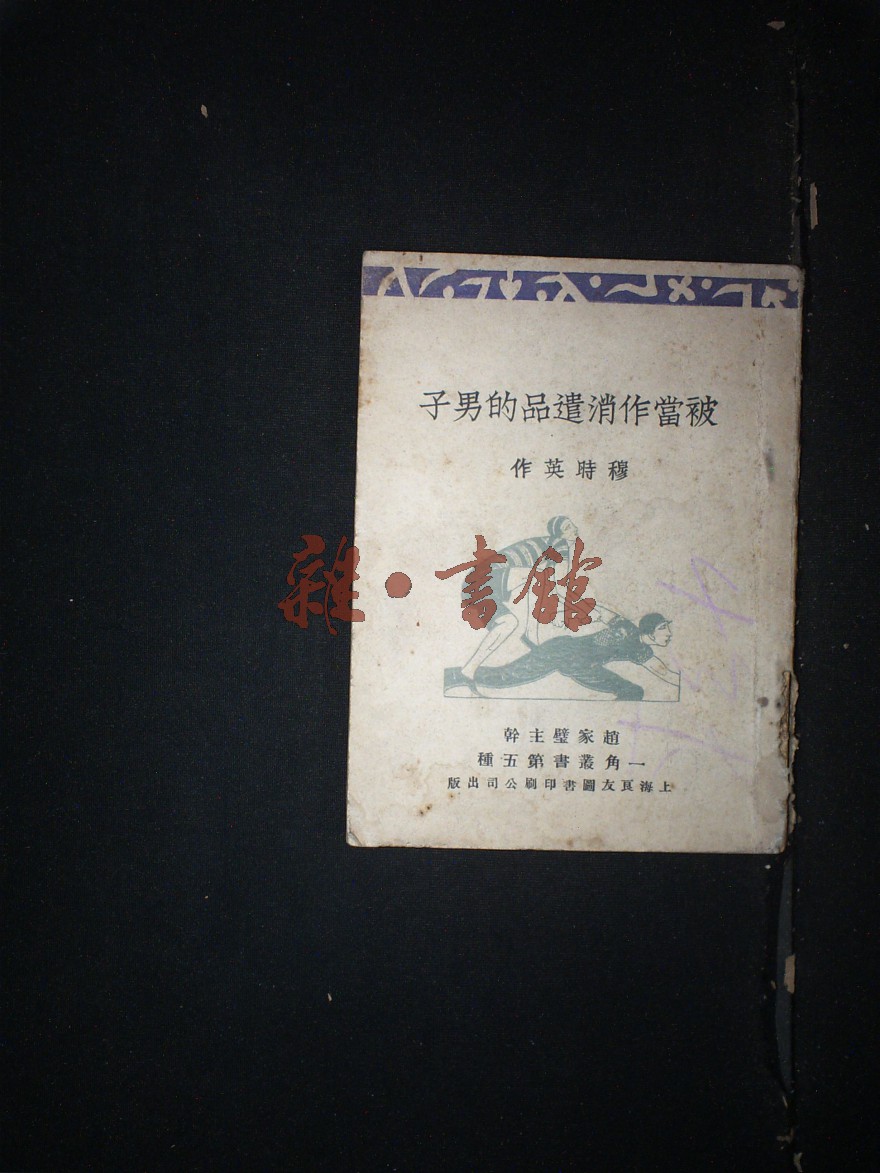 被當作消遣品的男子
穆時英作
雜·書館
趙家璧主幹
一角叢書第五種
上海良友圖書印刷公司出版